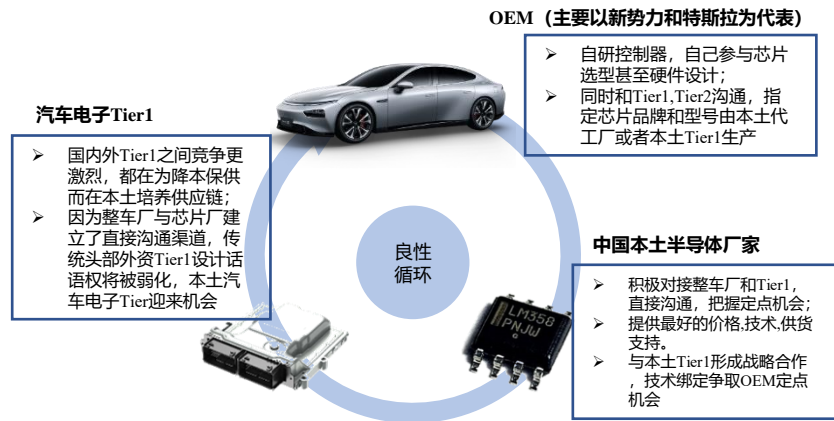 OEM（主要以新势力和特斯拉为代表）
➢ 自研控制器，自己参与芯片
选型甚至硬件设计；
➢ 同时和Tier1,Tier2沟通，指
定芯片品牌和型号由本土代
工厂或者本土Tier1生产
汽车电子Tier1
➢ 国内外Tier1之间竞争更
激烈，都在为降本保供
而在本土培养供应链；
➢ 因为整车厂与芯片厂建
立了直接沟通渠道，传
统头部外资Tier1设计话
语权将被弱化，本土汽
车电子Tier迎来机会
良性
循环
中国本土半导体厂家
➢ 积极对接整车厂和Tier1，
直接沟通，把握定点机会；
➢ 提供最好的价格,技术,供货
支持。
➢ 与本土Tier1形成战略合作
，技术绑定争取OEM定点
机会
LM358
PNJW
G